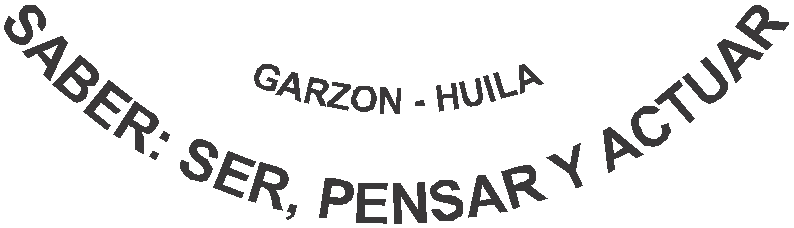 GARZON - HUILA
SABER: SER, PENSAR Y ACTUAR